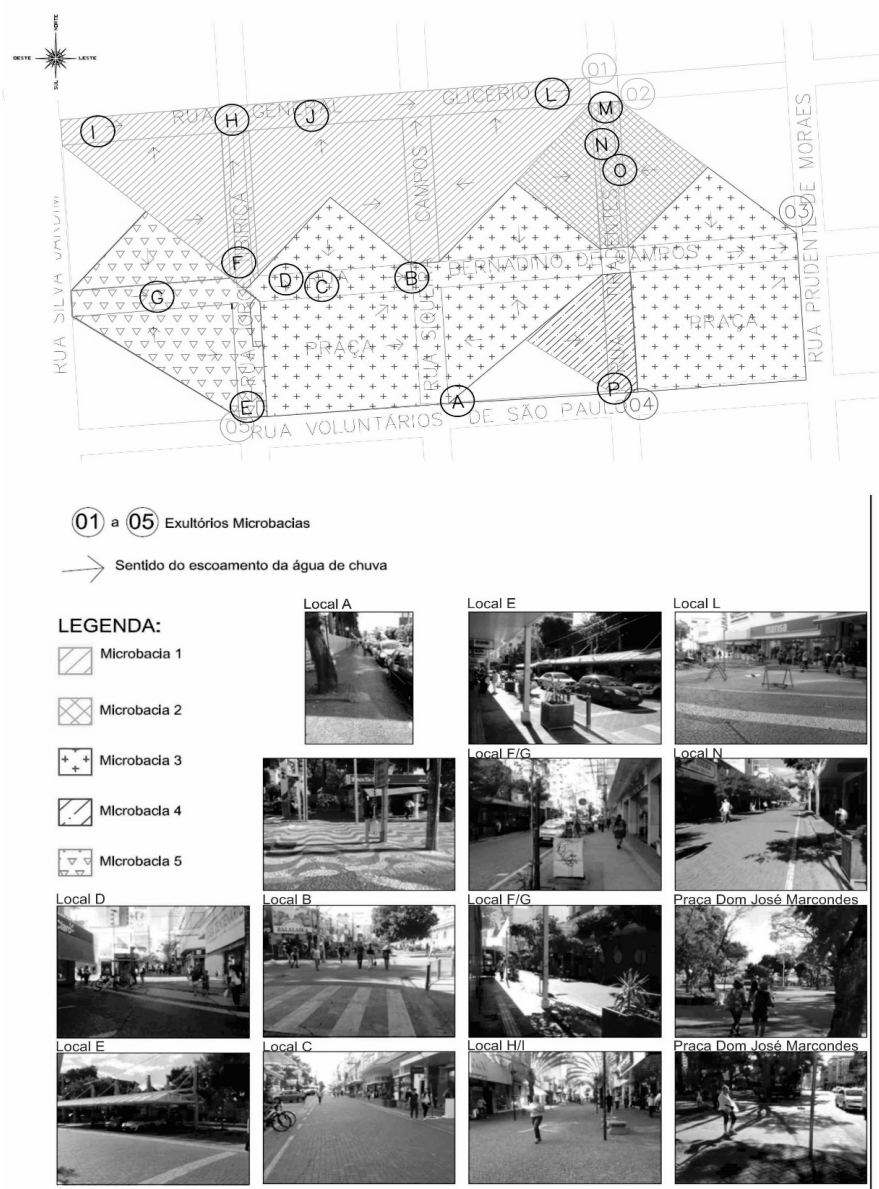 NORTE
OESTE
LESTE
SUL
01
02
RUA GENERAL GLICÉRIO
I
H
J
L
M
N
O
CAMPOS
RUA SILVA JARDIM
RUA PRUDENTE DE MORAES
03
F
D
C
B
BERNADINO DE CAMPOS
G
PRAÇA
PRAÇA
E
A
P
04
05
RUA VOLUNTÁRIOS DE SÃO PAULO
01 a 05 Exultórios Microbacias
Sentido do escoamento da água de chuva
LEGENDA:
Microbacia 1
Microbacia 2
Microbacia 3
MIcrobacia 4
MIcrobacia 5
Local A
Local E
Local L
Local F/G
Local N
Local D
Local B
Local F/G
Praca Dom José Marcondes
Local E
Local C
Local H/I
Praca Dom José Marcondes